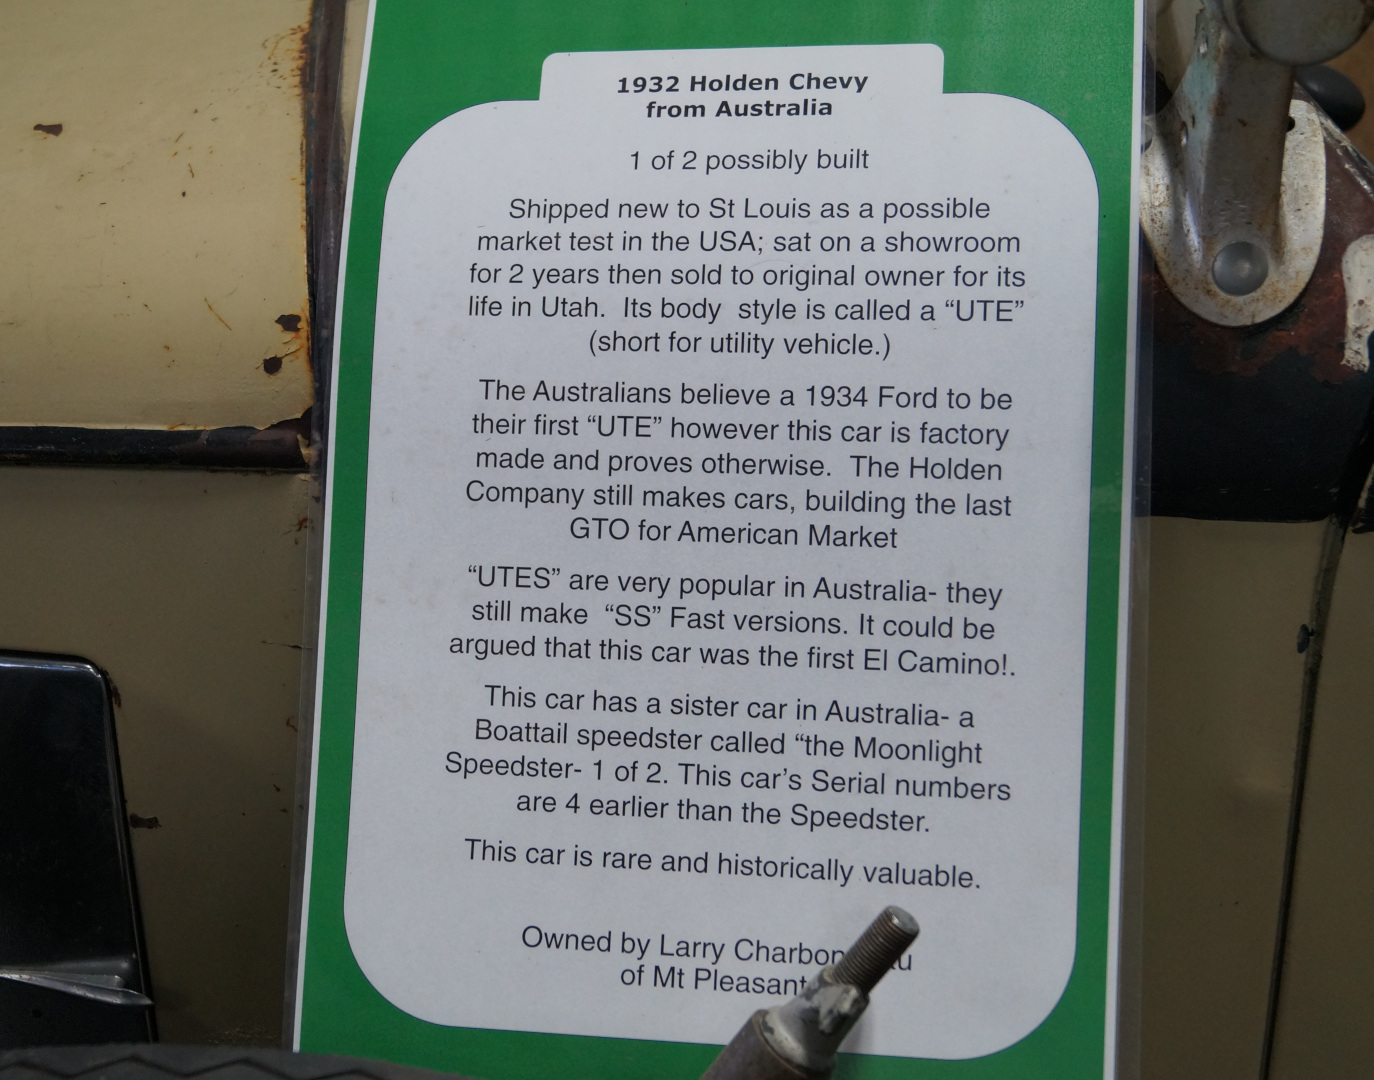 1932 Holden Chevy
from Australia
1 of 2 possibly built
Shipped new to St Louis as a possible
market test in the USA; sat on a showroom
for 2 years then sold to original owner for its
life in Utah. Its body style is called a “UTE”
(short for utility vehicle.)
The Australians believe a 1934 Ford to be
their first “UTE” however this car is factory
made and proves otherwise. The Holden
Company still makes cars, building the last
GTO for American Market
“UTES” are very popular in Australia- they
still make “SS” Fast versions. It could be
argued that this car was the first El Camino!.
This car has a sister car in Australia- a
Boattail speedster called “the Moonlight
Speedster- 1 of 2. This car’s Serial numbers
are 4 earlier than the Speedster.
This car is rare and historically valuable.
Owned by Larry
of Mt Pleasant